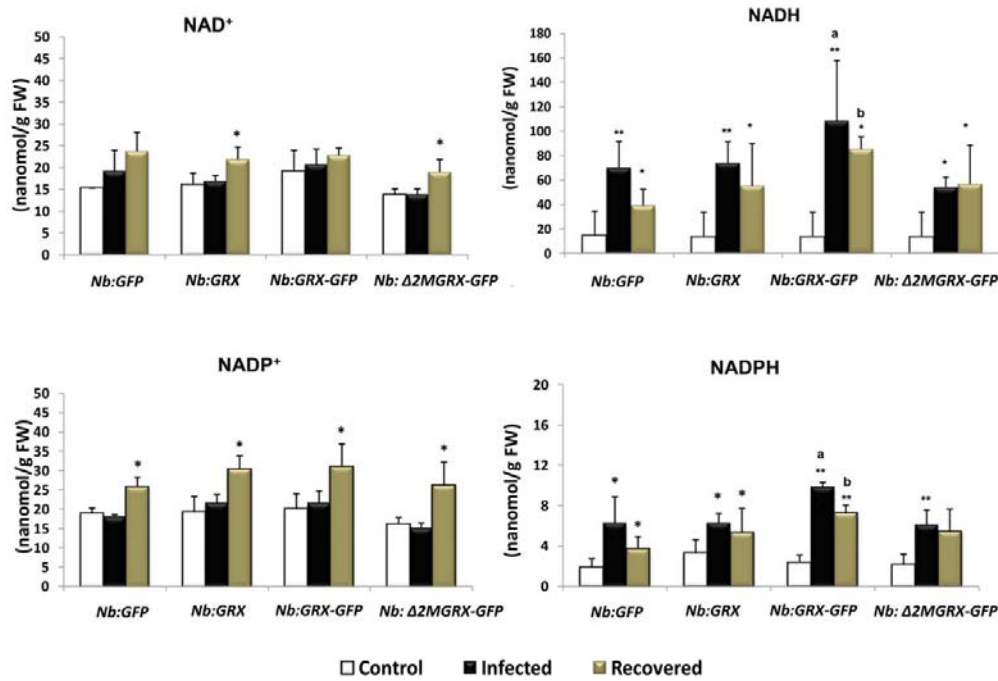 NAD⁺
(nanomol/g FW)
50
45
40
35
30
25
20
15
10
5
0
*
*
Nb:GFP
Nb:GRX
Nb:GRX-GFP
Nb: Δ2MGRX-GFP
NADH
(nanomol/g FW)
180
160
140
120
100
80
60
40
20
0
**
*
**
*
a
**
b
*
*
*
Nb:GFP
Nb:GRX
Nb:GRX-GFP
Nb: Δ2MGRX-GFP
NADP⁺
(nanomol/g FW)
50
45
40
35
30
25
20
15
10
5
0
*
*
*
*
Nb:GFP
Nb:GRX
Nb:GRX-GFP
Nb: Δ2MGRX-GFP
NADPH
(nanomol/g FW)
20
16
12
8
4
0
*
*
*
*
a
**
b
**
**
Nb:GFP
Nb:GRX
Nb:GRX-GFP
Nb: Δ2MGRX-GFP
Control Infected Recovered